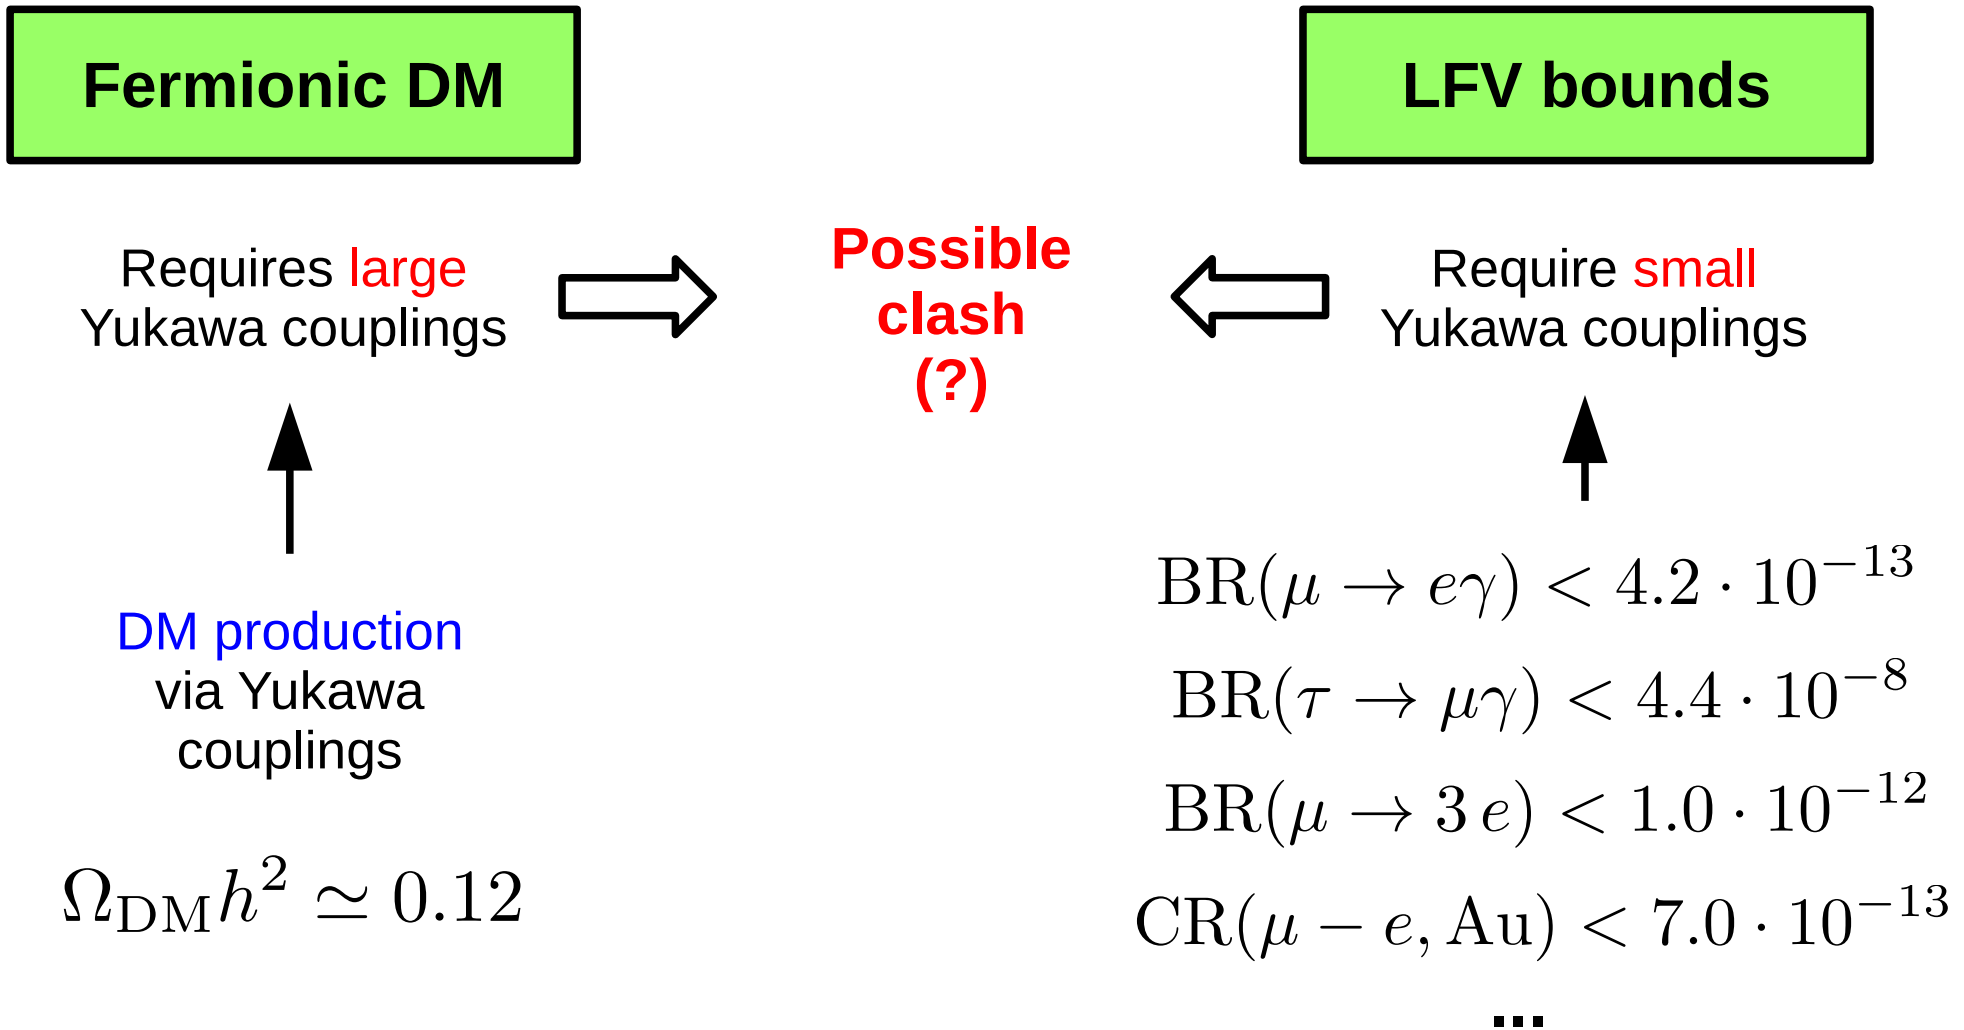 Fermionic DM
Requires large
Yukawa couplings
DM production
via Yukawa
couplings
Ω_DM h² ≃ 0.12
Possible
clash
(?)
LFV bounds
Require small
Yukawa couplings
BR(μ → eγ) < 4.2 · 10⁻¹³
BR(τ → μγ) < 4.4 · 10⁻⁸
BR(μ → 3 e) < 1.0 · 10⁻¹²
CR(μ − e, Au) < 7.0 · 10⁻¹³
...